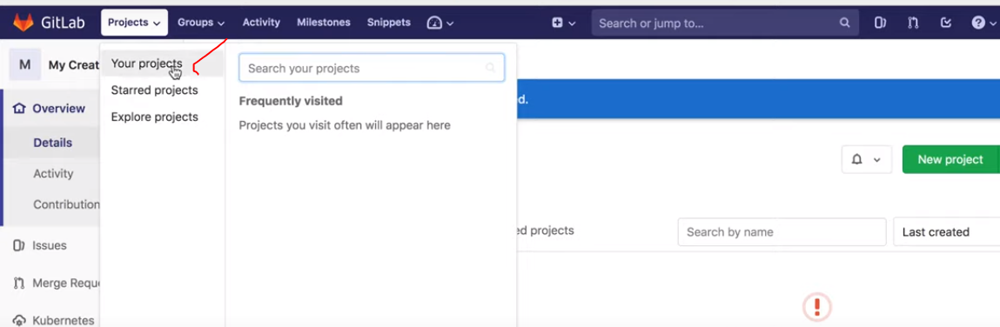 GitLab Projects Groups Activity Milestones Snippets Search or jump to...
M My Creat
Your projects
Starred projects
Explore projects
Search your projects
Frequently visited
Projects you visit often will appear here
d.
Overview
Details
Activity
Contribution
Issues
Merge Requ
Kubernetes
New project
ed projects
Search by name
Last created